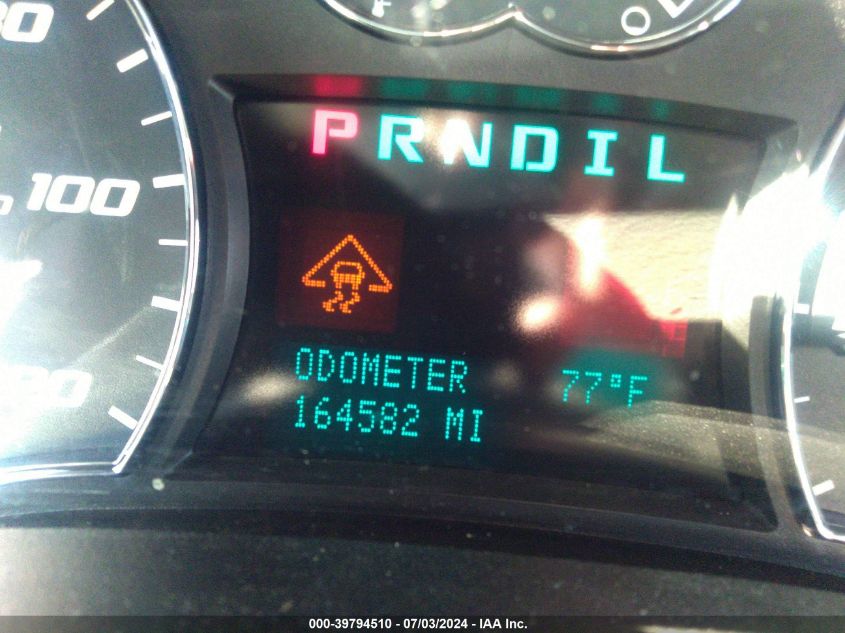 100
PRNDIL
ODOMETER 77°F
164582 MI
000-39794510 - 07/03/2024 - IAA Inc.